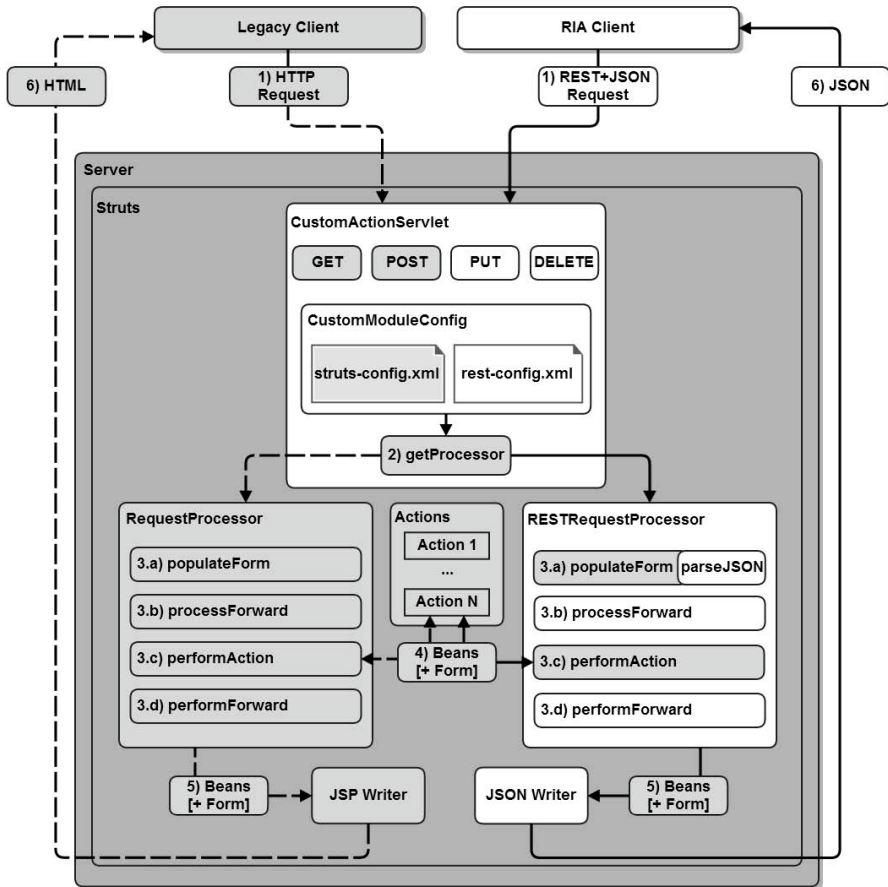 Legacy Client
RIA Client
6) HTML
1) HTTP
Request
1) REST+JSON
Request
6) JSON
Server
Struts
CustomActionServlet
GET
POST
PUT
DELETE
CustomModuleConfig
struts-config.xml
rest-config.xml
2) getProcessor
RequestProcessor
3.a) populateForm
3.b) processForward
3.c) performAction
3.d) performForward
Actions
Action 1
...
Action N
4) Beans
[+ Form]
RESTRequestProcessor
3.a) populateForm
parseJSON
3.b) processForward
3.c) performAction
3.d) performForward
5) Beans
[+ Form]
JSP Writer
JSON Writer
5) Beans
[+ Form]